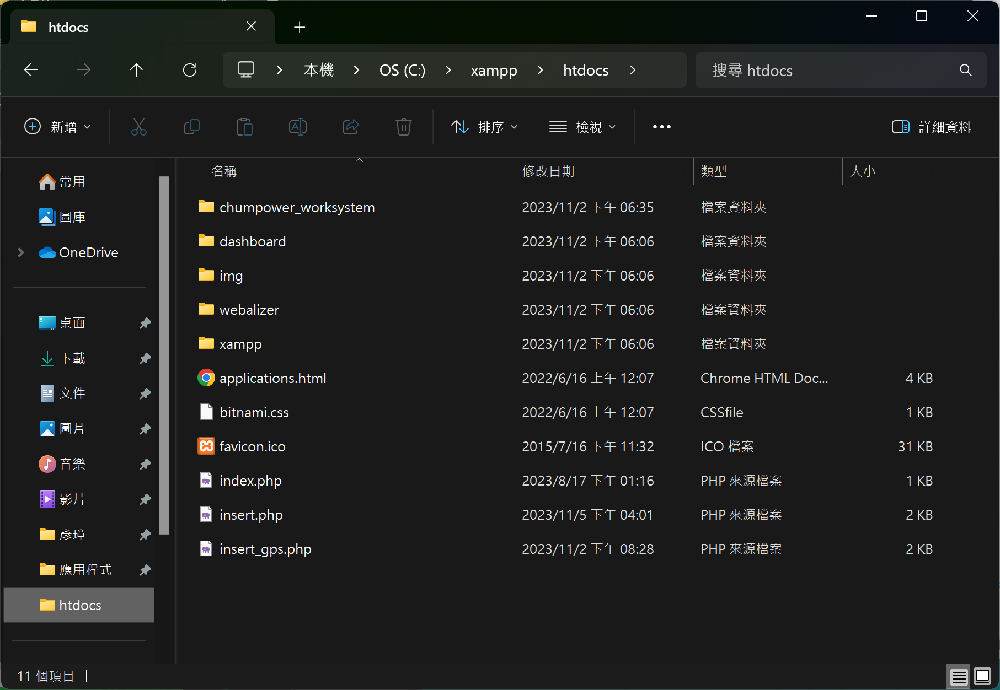 htdocs
本機
OS (C:)
xampp
htdocs
搜尋 htdocs
新增
排序
檢視
詳細資料
常用
圖庫
OneDrive
桌面
下載
文件
圖片
音樂
影片
彥璋
應用程式
htdocs
名稱 修改日期 類型 大小
chumpower_worksystem 2023/11/2 下午 06:35 檔案資料夾
dashboard 2023/11/2 下午 06:06 檔案資料夾
img 2023/11/2 下午 06:06 檔案資料夾
webalizer 2023/11/2 下午 06:06 檔案資料夾
xampp 2023/11/2 下午 06:06 檔案資料夾
applications.html 2022/6/16 上午 12:07 Chrome HTML Doc... 4 KB
bitnami.css 2022/6/16 上午 12:07 CSSfile 1 KB
favicon.ico 2015/7/16 下午 11:32 ICO 檔案 31 KB
index.php 2023/8/17 下午 01:16 PHP 來源檔案 1 KB
insert.php 2023/11/5 下午 04:01 PHP 來源檔案 2 KB
insert_gps.php 2023/11/2 下午 08:28 PHP 來源檔案 2 KB
11 個項目